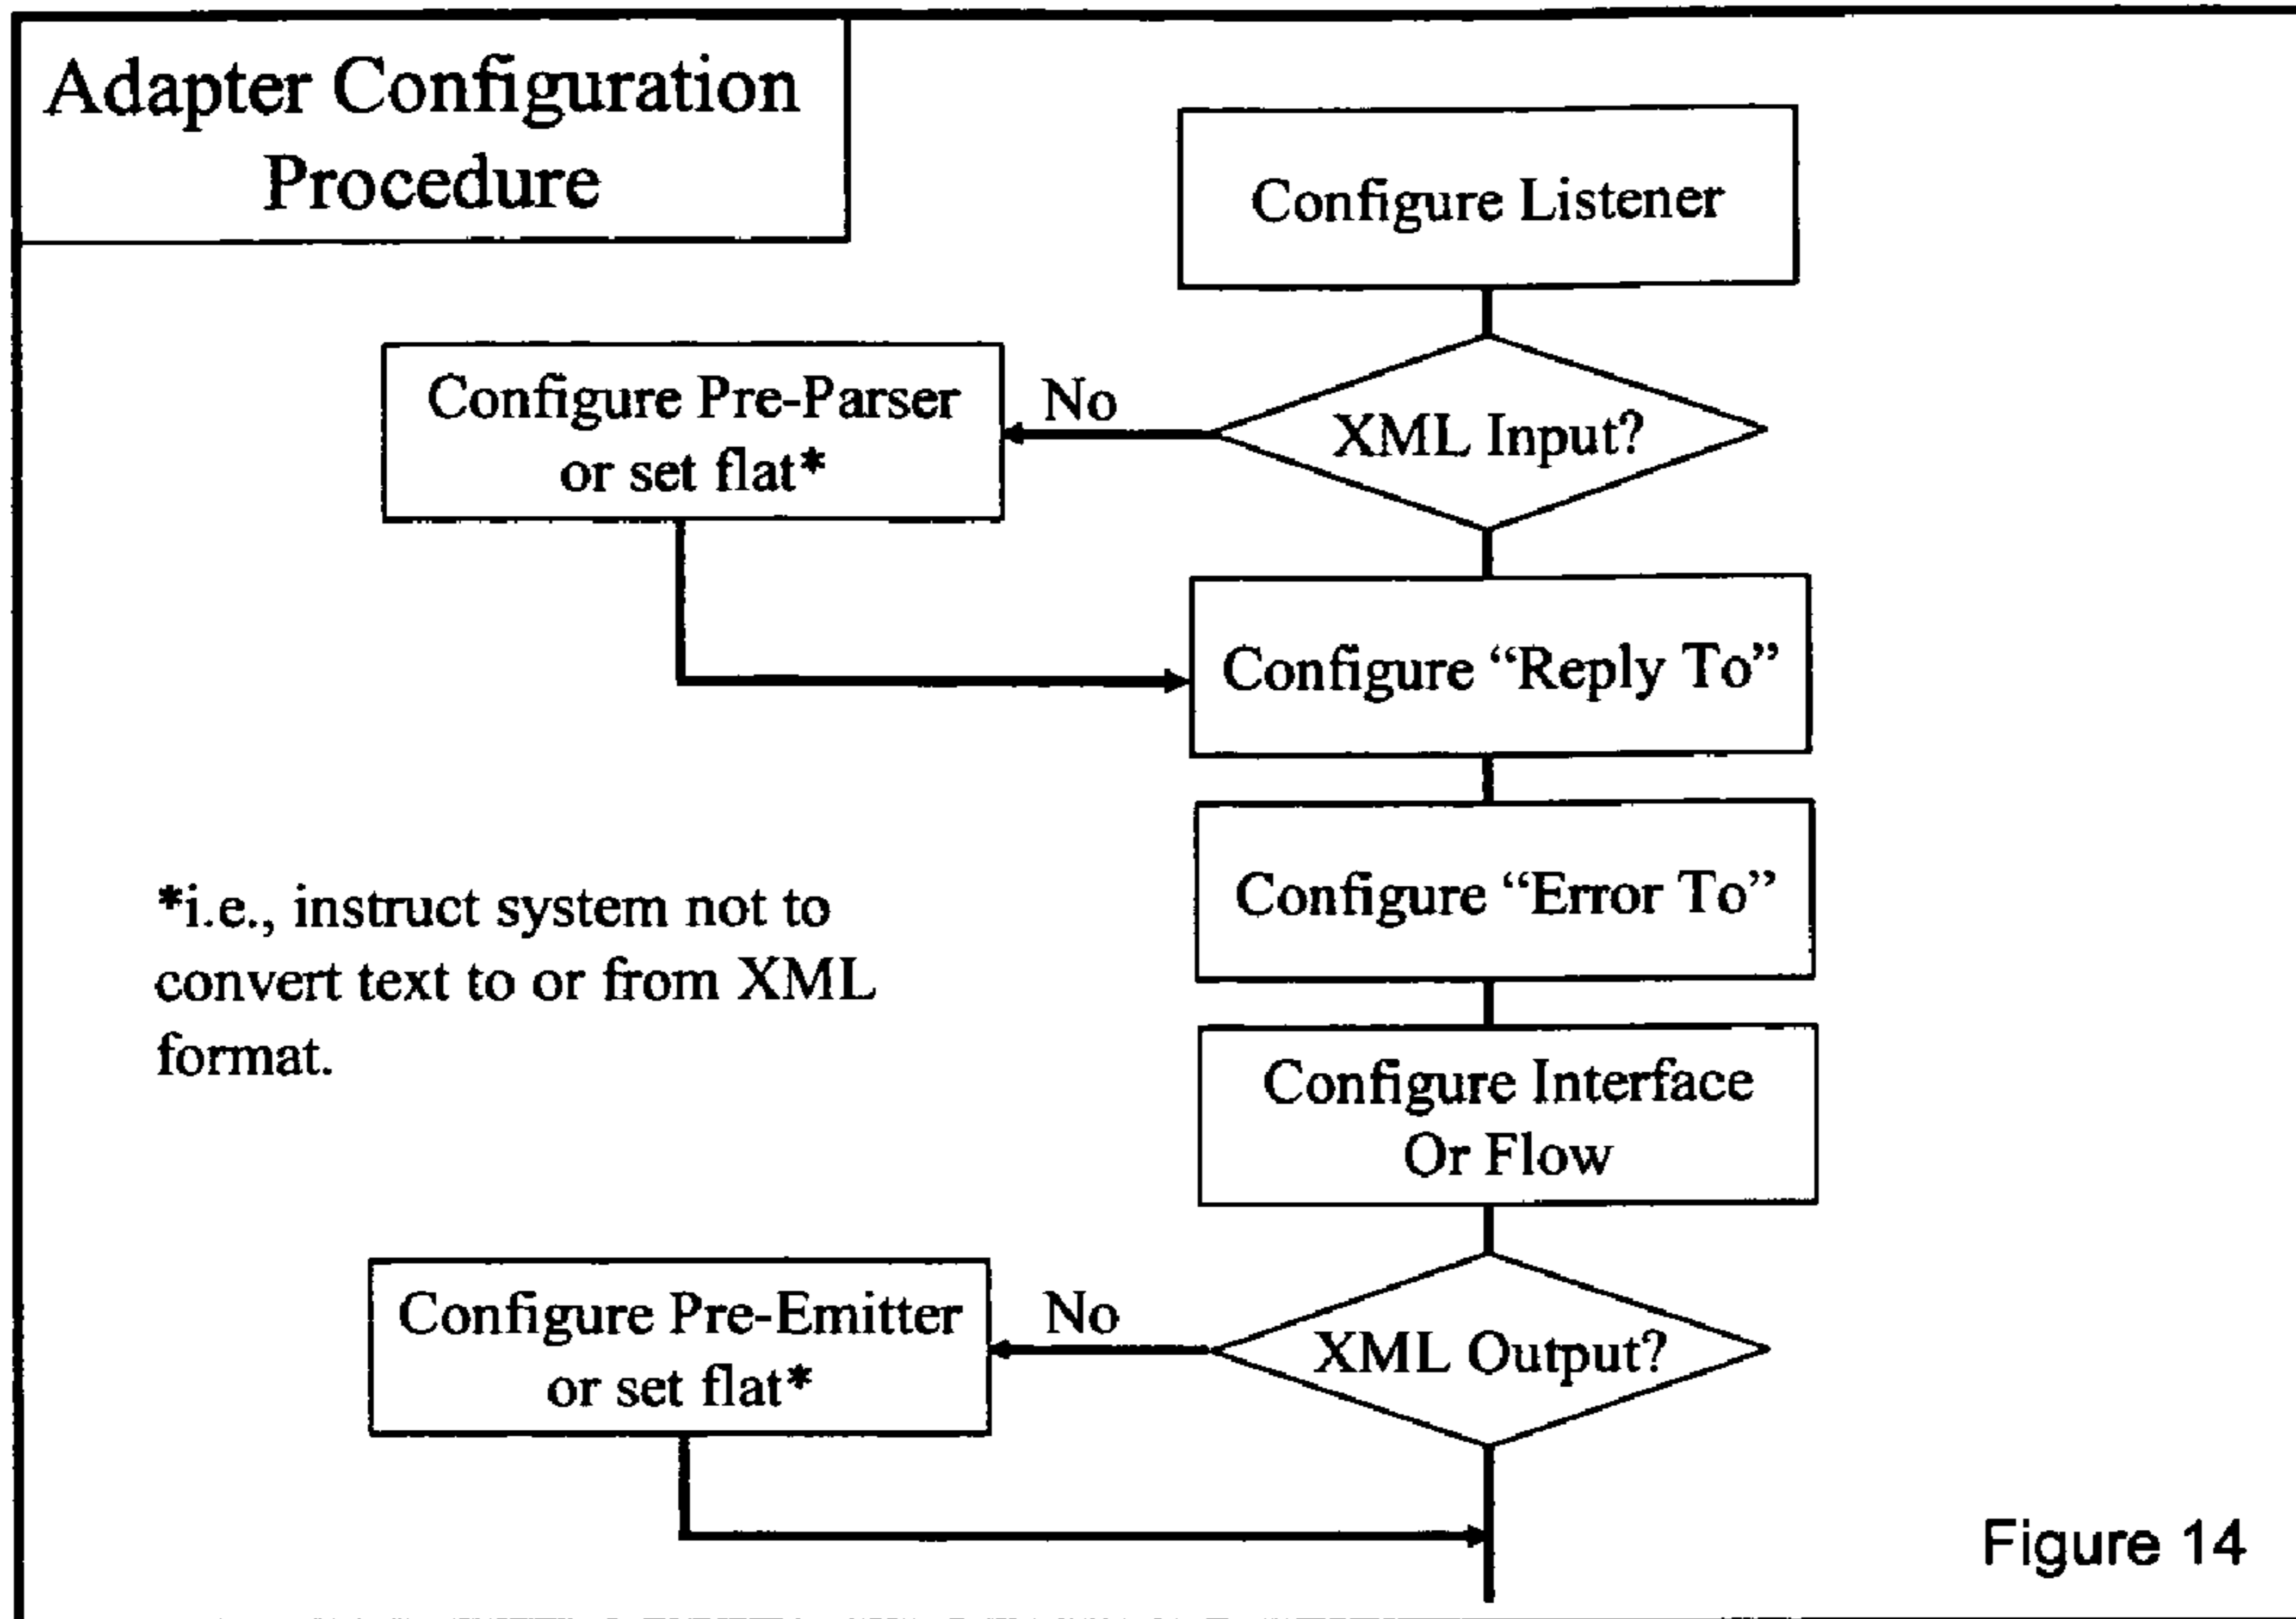 Adapter Configuration
Procedure
Configure Listener
XML Input?
No
Configure Pre-Parser
or set flat*
Configure “Reply To”
Configure “Error To”
*i.e., instruct system not to
convert text to or from XML
format.
Configure Interface
Or Flow
XML Output?
No
Configure Pre-Emitter
or set flat*
Figure 14